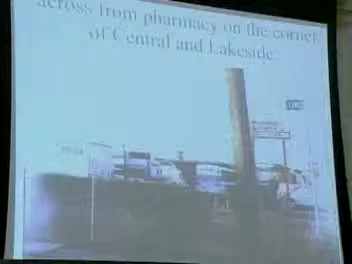 across from pharmacy on the corner
of Central and Lakeside.